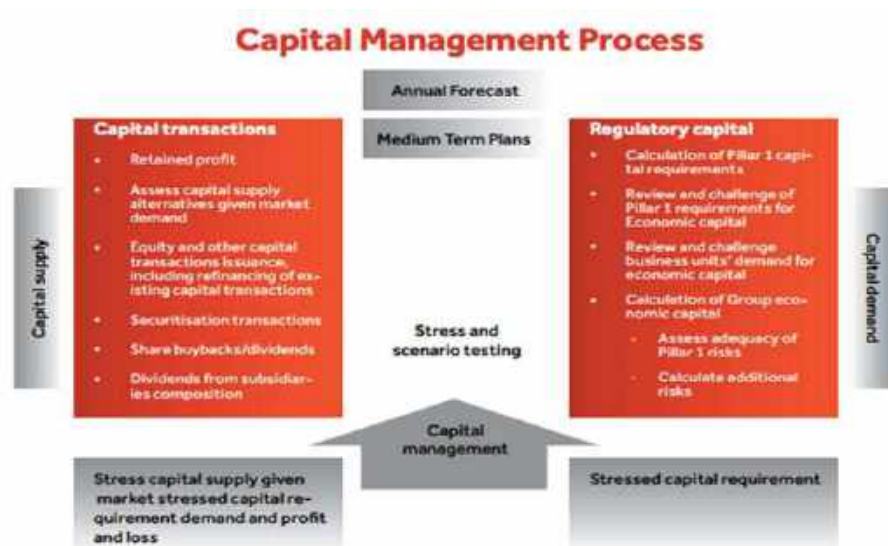 Capital Management Process
Annual Forecast
Medium Term Plans
Capital supply
Capital transactions
• Retained profit
• Assess capital supply
alternatives given market
demand
• Equity and other capital
transactions issuance,
including refinancing of ex-
isting capital transactions
• Securitisation transactions
• Share buybacks/dividends
• Dividends from subsidiar-
ies composition
Stress and
scenario testing
Capital
management
Regulatory capital
• Calculation of Pillar 1 capi-
tal requirements
• Review and challenge of
Pillar 1 requirements for
Economic capital
• Review and challenge
business units' demand for
economic capital
• Calculation of Group eco-
nomic capital
- Assess adequacy of
Pillar 1 risks
- Calculate additional
risks
Capital demand
Stress capital supply given
market stressed capital re-
quirement demand and profit
and loss
Stressed capital requirement